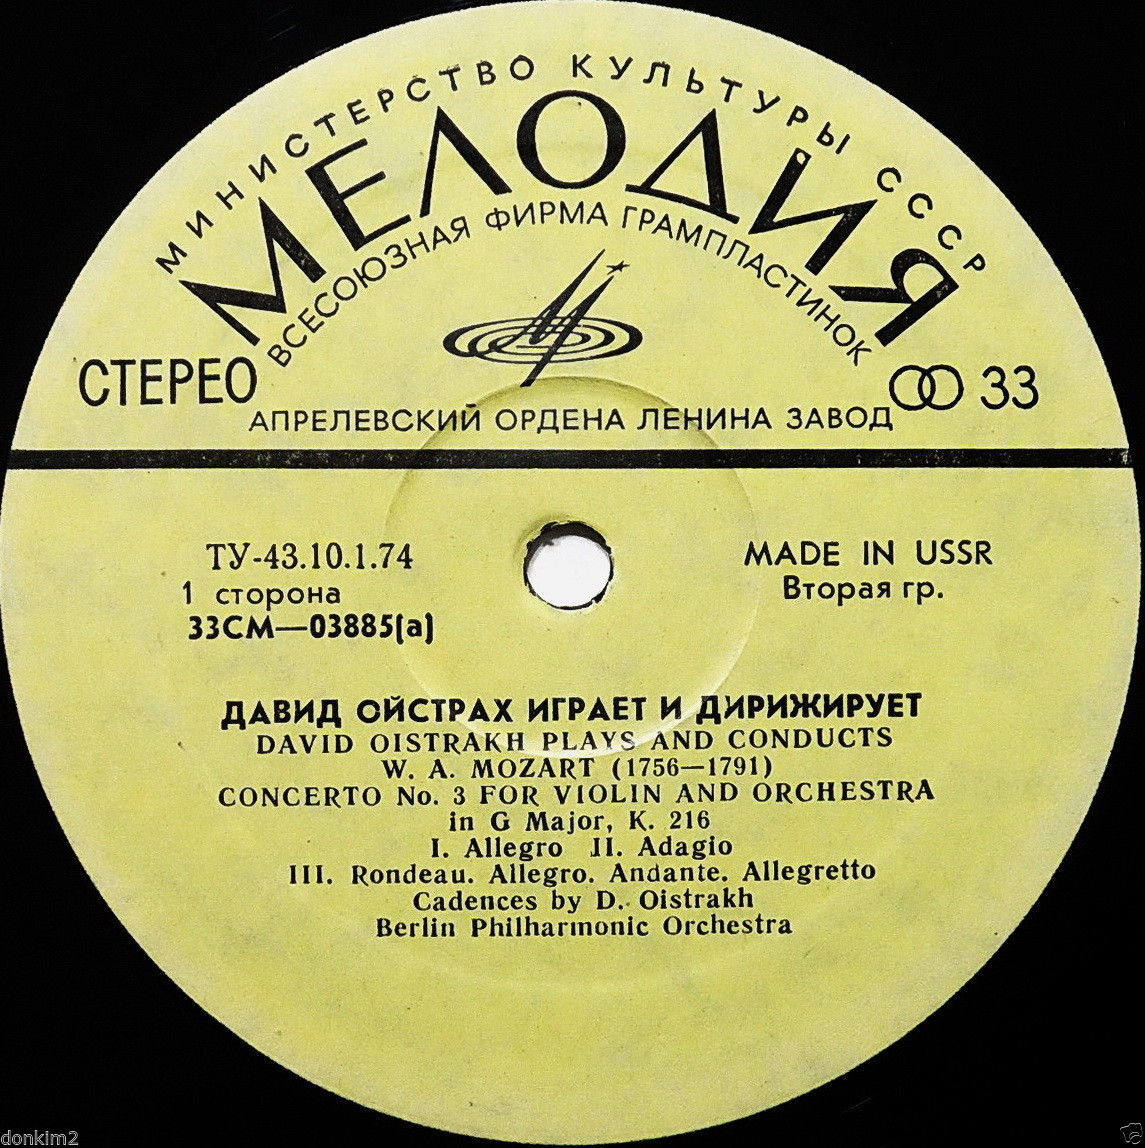 МИНИСТЕРСТВО КУЛЬТУРЫ СССР
МЕЛОДИЯ
ВСЕСОЮЗНАЯ ФИРМА ГРАМПЛАСТИНОК
СТЕРЕО
33
АПРЕЛЕВСКИЙ ОРДЕНА ЛЕНИНА ЗАВОД
ТУ-43.10.1.74
1 сторона
33СМ—03885(а)
MADE IN USSR
Вторая гр.
ДАВИД ОЙСТРАХ ИГРАЕТ И ДИРИЖИРУЕТ
DAVID OISTRAKH PLAYS AND CONDUCTS
W. A. MOZART (1756—1791)
CONCERTO No. 3 FOR VIOLIN AND ORCHESTRA
in G Major, K. 216
I. Allegro II. Adagio
III. Rondeau. Allegro. Andante. Allegretto
Cadences by D. Oistrakh
Berlin Philharmonic Orchestra
donkim2